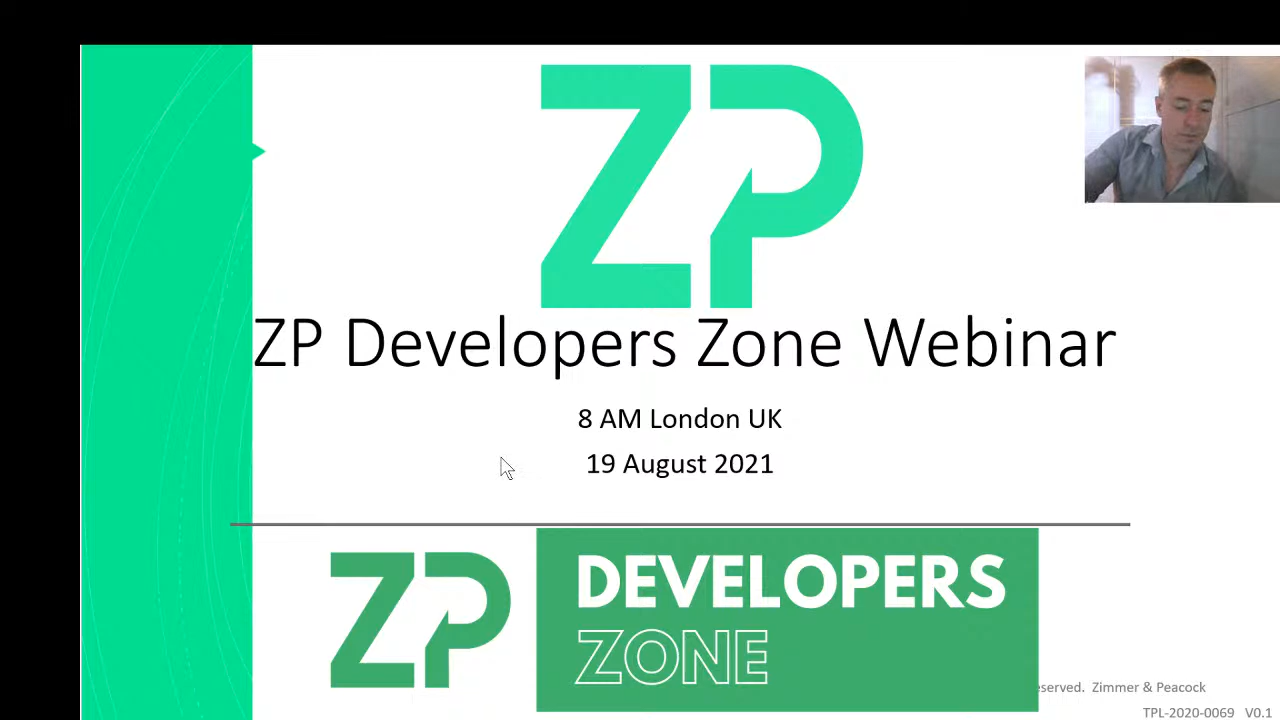 ZP
ZP Developers Zone Webinar
8 AM London UK
19 August 2021
ZP
DEVELOPERS
ZONE
Zimmer & Peacock
TPL-2020-0069 V0.1